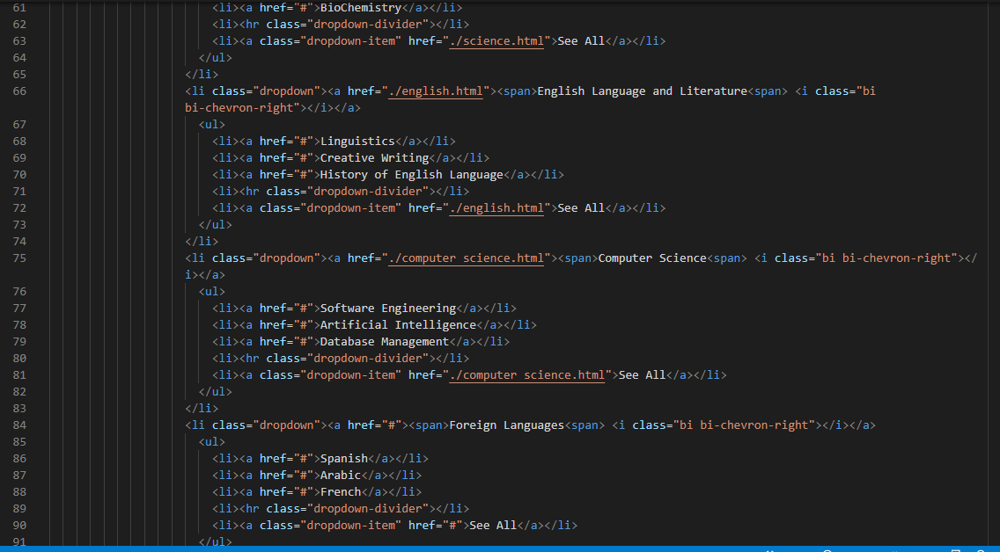 61 <li><a href="#">BioChemistry</a></li>
62 <li><hr class="dropdown-divider"></li>
63 <li><a class="dropdown-item" href="./science.html">See All</a></li>
64 </ul>
65 </li>
66 <li class="dropdown"><a href="./english.html"><span>English Language and Literature<span> <i class="bi
bi-chevron-right"></i></a>
67 <ul>
68 <li><a href="#">Linguistics</a></li>
69 <li><a href="#">Creative Writing</a></li>
70 <li><a href="#">History of English Language</a></li>
71 <li><hr class="dropdown-divider"></li>
72 <li><a class="dropdown-item" href="./english.html">See All</a></li>
73 </ul>
74 </li>
75 <li class="dropdown"><a href="./computer science.html"><span>Computer Science<span> <i class="bi bi-chevron-right"></
i></a>
76 <ul>
77 <li><a href="#">Software Engineering</a></li>
78 <li><a href="#">Artificial Intelligence</a></li>
79 <li><a href="#">Database Management</a></li>
80 <li><hr class="dropdown-divider"></li>
81 <li><a class="dropdown-item" href="./computer science.html">See All</a></li>
82 </ul>
83 </li>
84 <li class="dropdown"><a href="#"><span>Foreign Languages<span> <i class="bi bi-chevron-right"></i></a>
85 <ul>
86 <li><a href="#">Spanish</a></li>
87 <li><a href="#">Arabic</a></li>
88 <li><a href="#">French</a></li>
89 <li><hr class="dropdown-divider"></li>
90 <li><a class="dropdown-item" href="#">See All</a></li>
91 </ul>